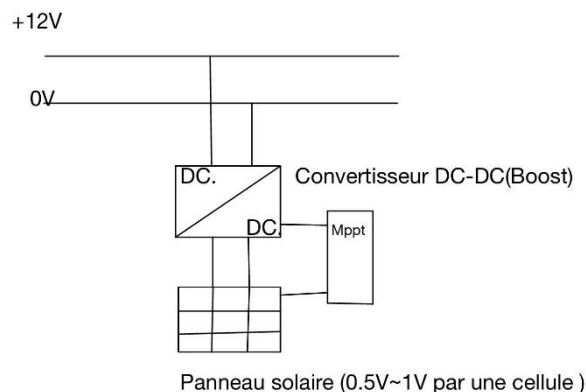 +12V
0V
DC.
Convertisseur DC-DC(Boost)
DC.
Mppt
Panneau solaire (0.5V~1V par une cellule )